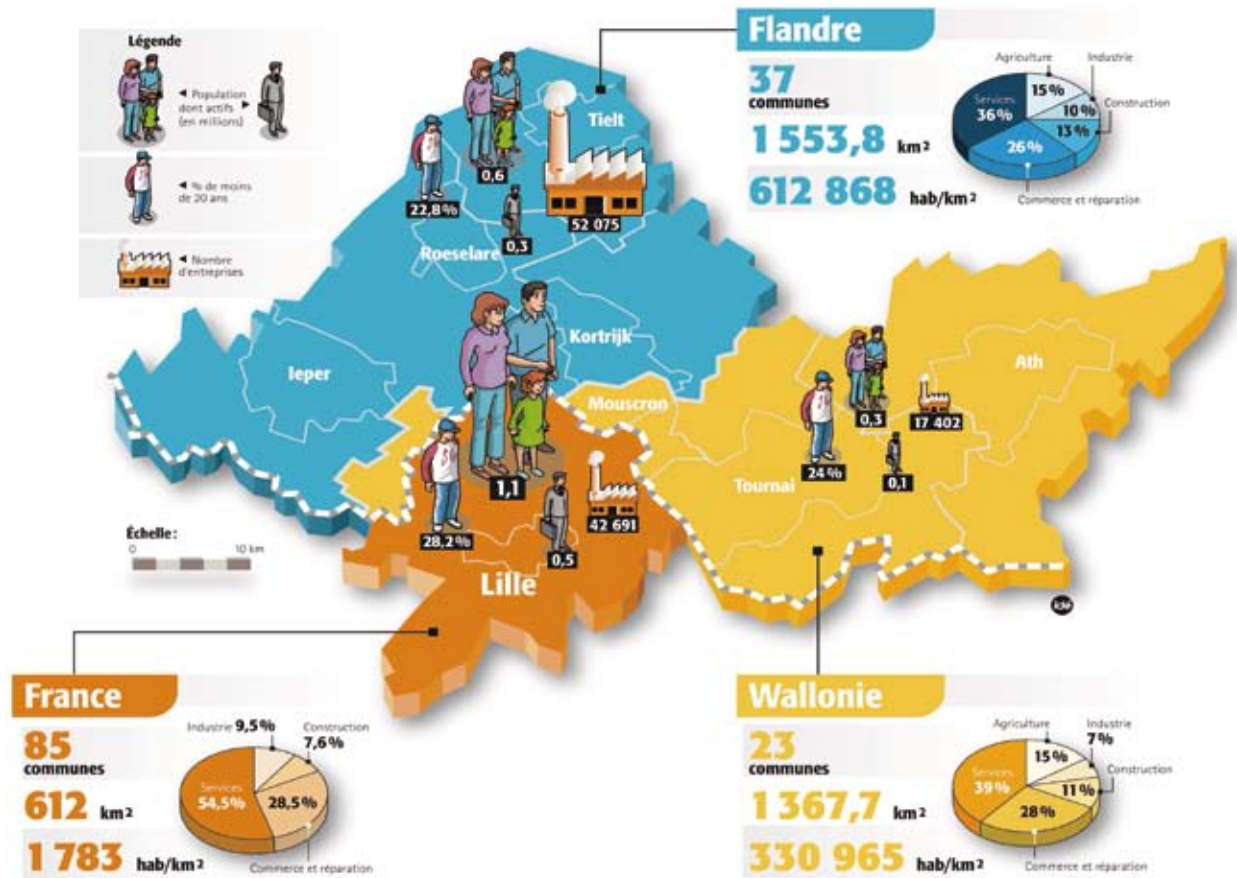 Légende
◄ Population ►
dont actifs
(en millions)
◄ % de moins
de 20 ans
◄ Nombre
d'entreprises
Flandre
37
communes
1 553,8 km²
612 868 hab/km²
Agriculture
15 %
Industrie
10 %
Construction
13 %
Services
36 %
26 %
Commerce et réparation
Tielt
0,6
22,8 %
0,3
52 075
Roeselare
Kortrijk
Ieper
Mouscron
Ath
0,3
17 402
24 %
0,1
Tournai
1,1
42 691
28,2 %
0,5
Lille
Échelle :
0 10 km
idé
France
85
communes
612 km²
1 783 hab/km²
Industrie 9,5 %
Construction
7,6 %
Services
54,5%
28,5 %
Commerce et réparation
Wallonie
23
communes
1 367,7 km²
330 965 hab/km²
Agriculture
15 %
Industrie
7 %
Construction
11 %
Services
39 %
28 %
Commerce et réparation